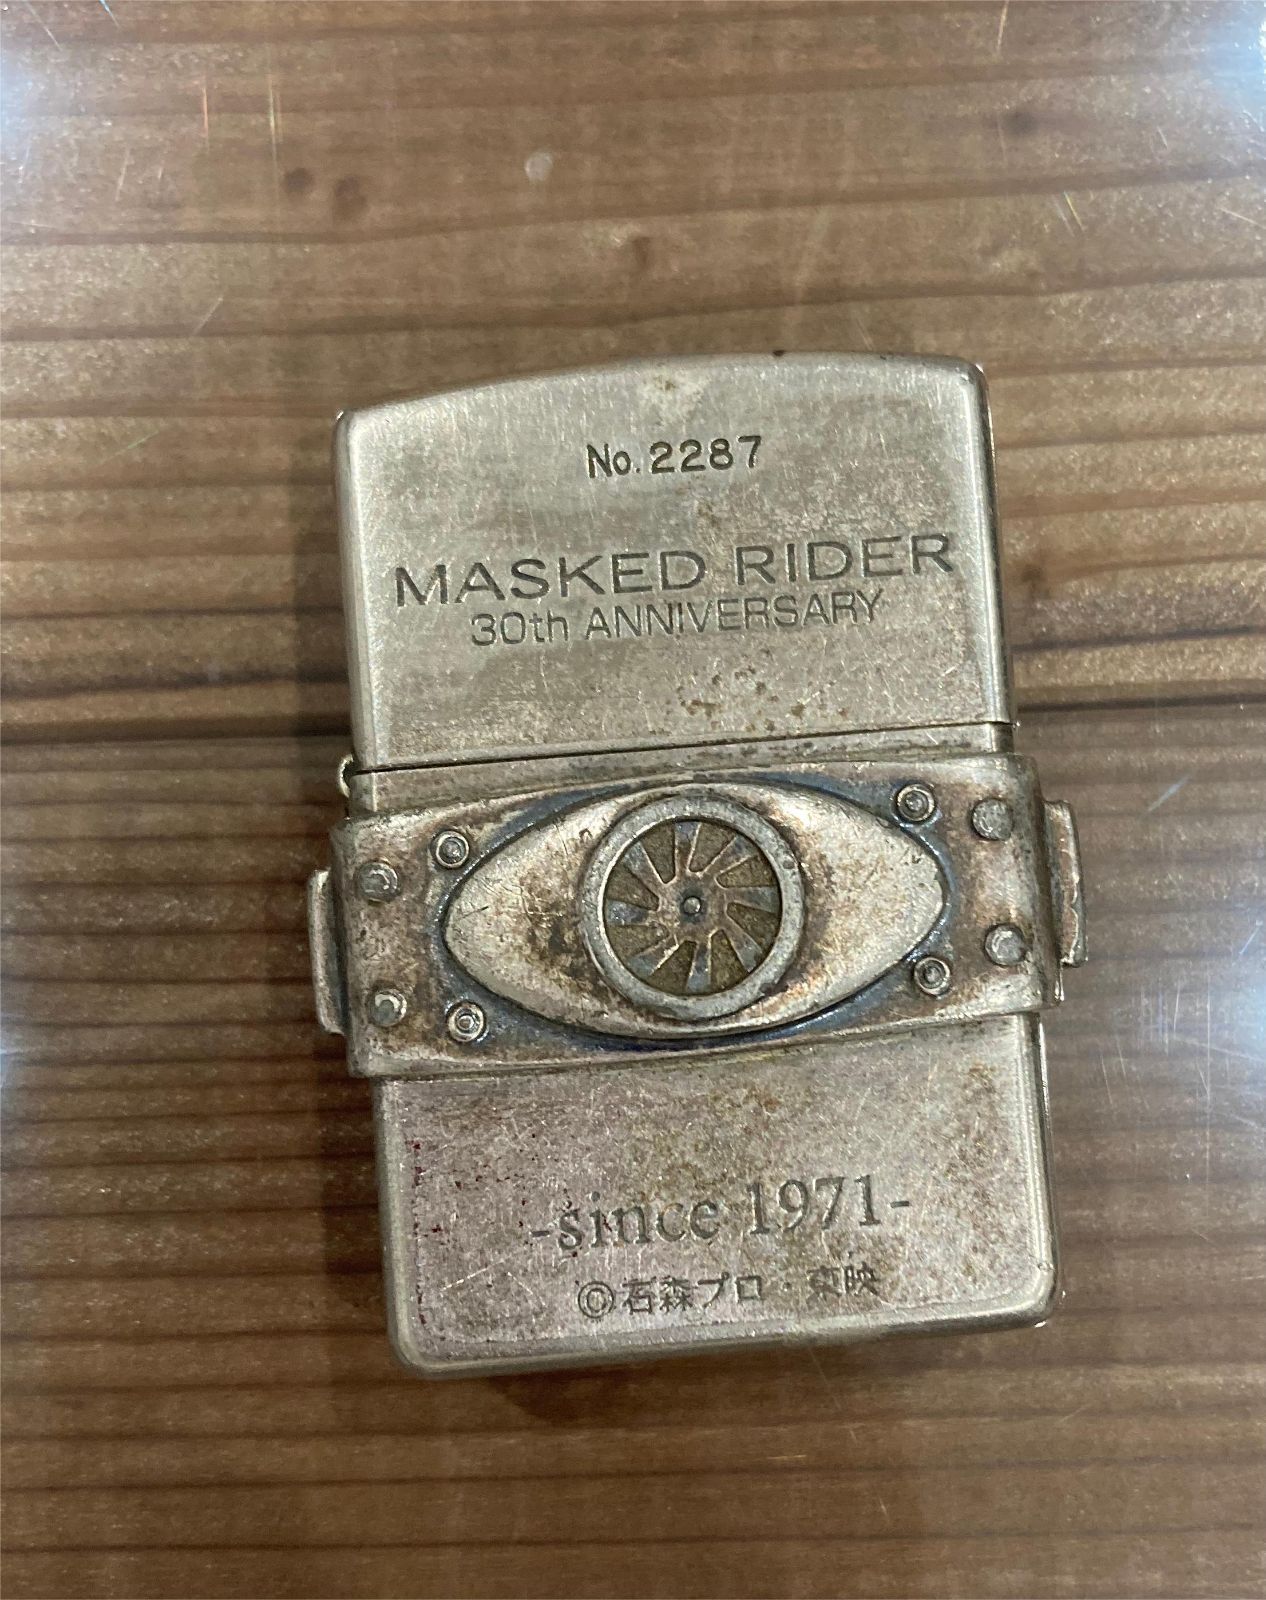 No.2287
MASKED RIDER
30th ANNIVERSARY
-since 1971-
©石森プロ・東映